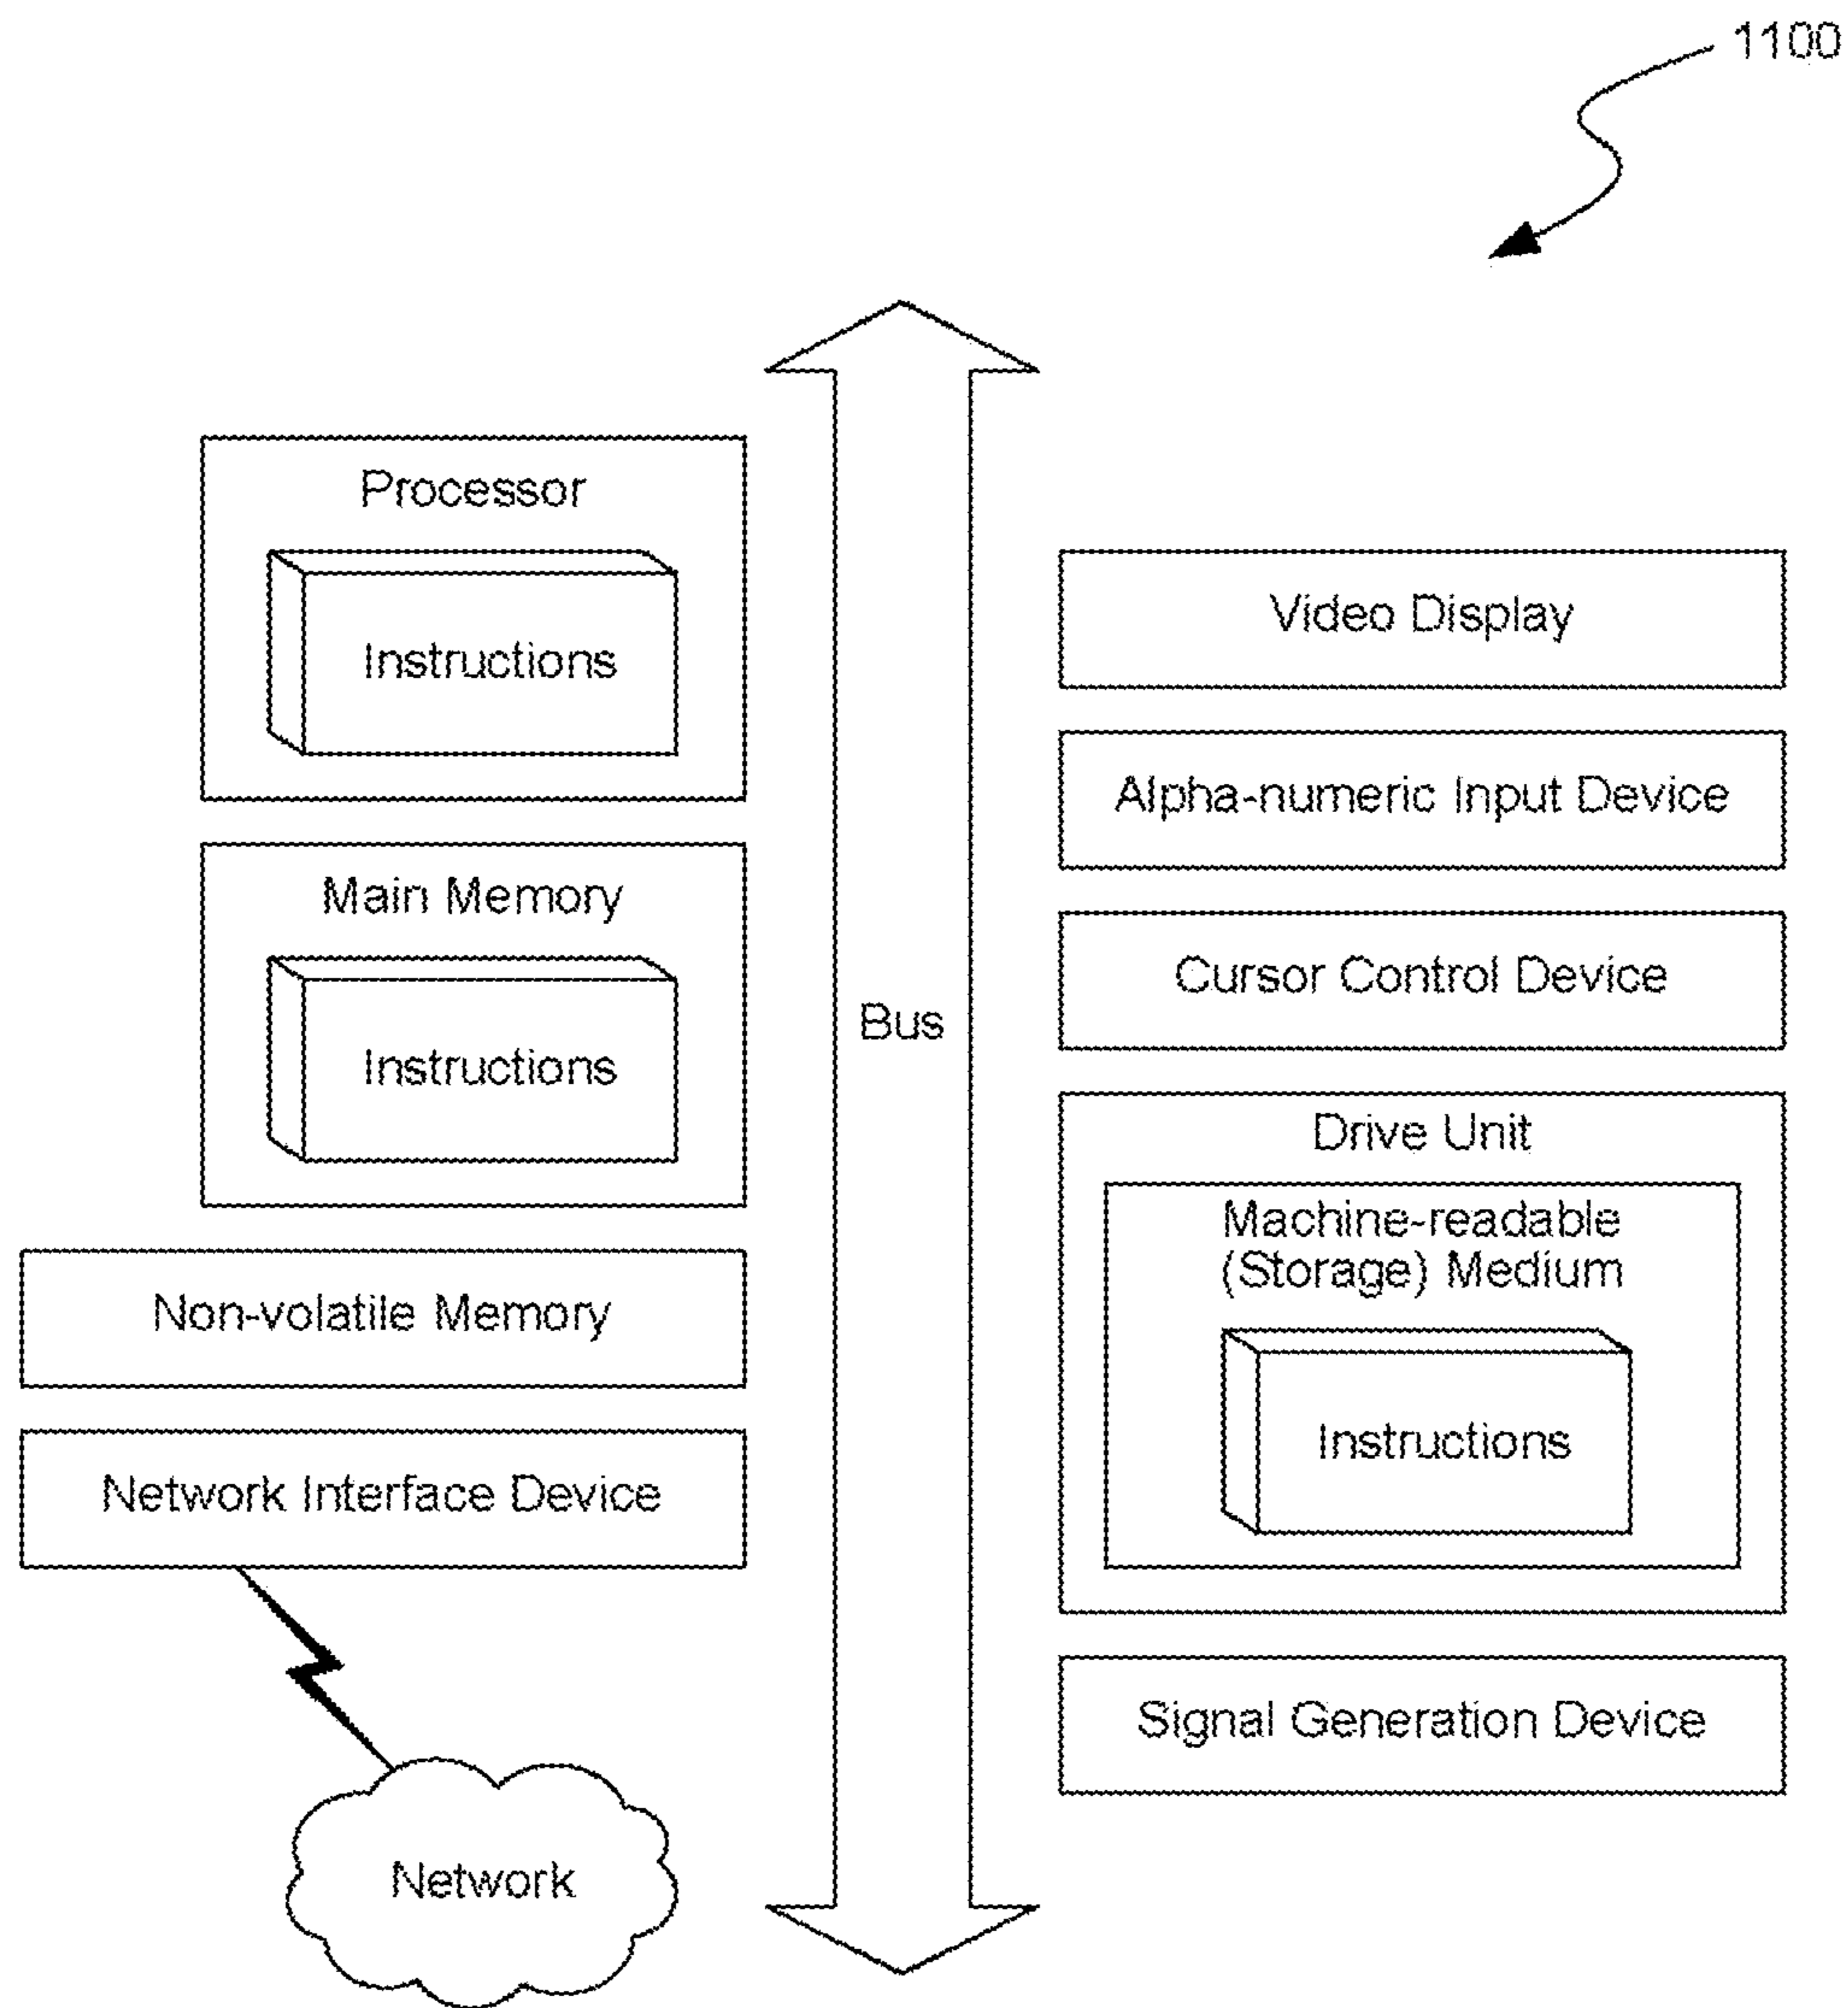 1100
Processor
Instructions
Main Memory
Instructions
Non-volatile Memory
Network Interface Device
Network
Bus
Video Display
Alpha-numeric Input Device
Cursor Control Device
Drive Unit
Machine-readable
(Storage) Medium
Instructions
Signal Generation Device